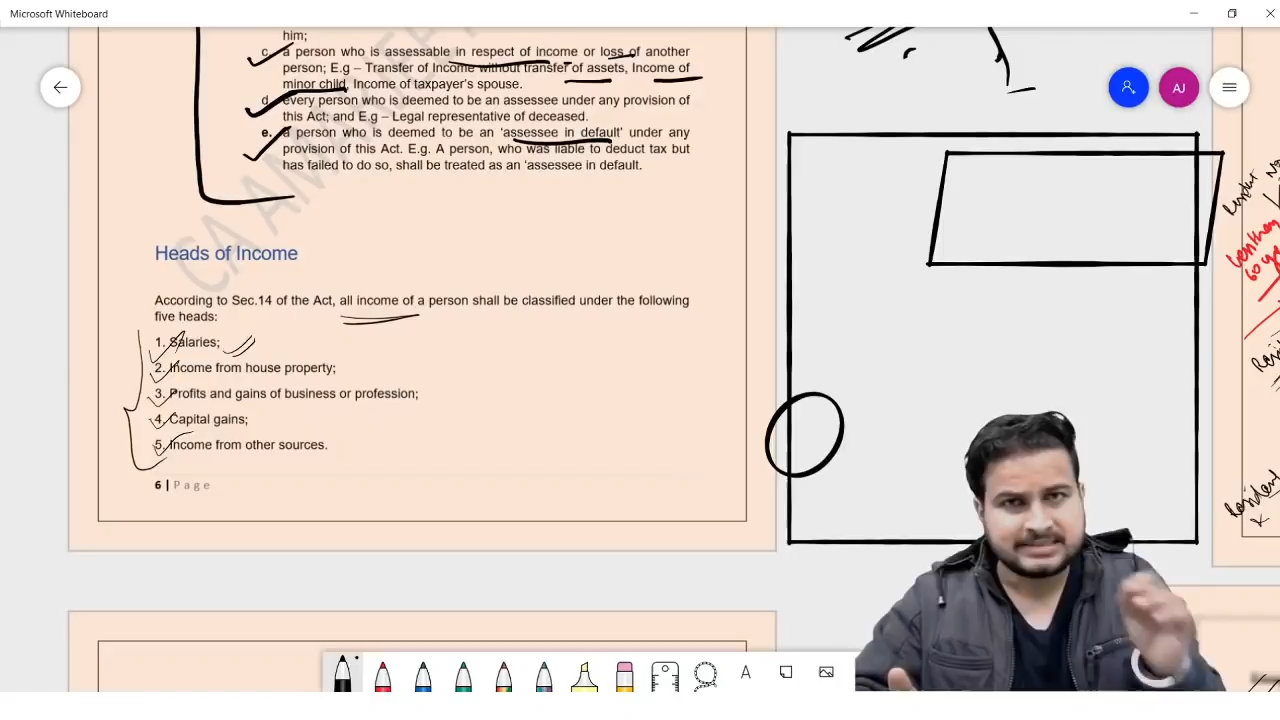 Microsoft Whiteboard
him;
c. a person who is assessable in respect of income or loss of another
person; E.g – Transfer of Income without transfer of assets, Income of
minor child, Income of taxpayer's spouse.
d. every person who is deemed to be an assessee under any provision of
this Act; and E.g – Legal representative of deceased.
e. a person who is deemed to be an 'assessee in default' under any
provision of this Act. E.g. A person, who was liable to deduct tax but
has failed to do so, shall be treated as an 'assessee in default.
Heads of Income
According to Sec.14 of the Act, all income of a person shall be classified under the following
five heads:
1. Salaries;
2. Income from house property;
3. Profits and gains of business or profession;
4. Capital gains;
5. Income from other sources.
6 | Page
AJ
A
Resident